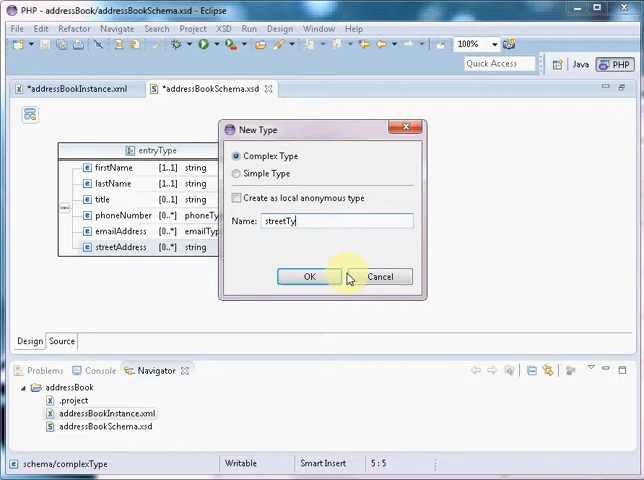 PHP - addressBook/addressBookSchema.xsd - Eclipse
File Edit Refactor Navigate Search Project XSD Run Design Window Help
100%
Quick Access Java PHP
*addressBookInstance.xml *addressBookSchema.xsd
entryType
firstName [1..1] string
lastName [1..1] string
title [0..1] string
phoneNumber [0..*] phoneTy
emailAddress [0..*] emailType
streetAddress [0..*] string
New Type
Complex Type
Simple Type
Create as local anonymous type
Name: streetTy
OK Cancel
Design Source
Problems Console Navigator
addressBook
.project
addressBookInstance.xml
addressBookSchema.xsd
schema/complexType Writable Smart Insert 5 : 5